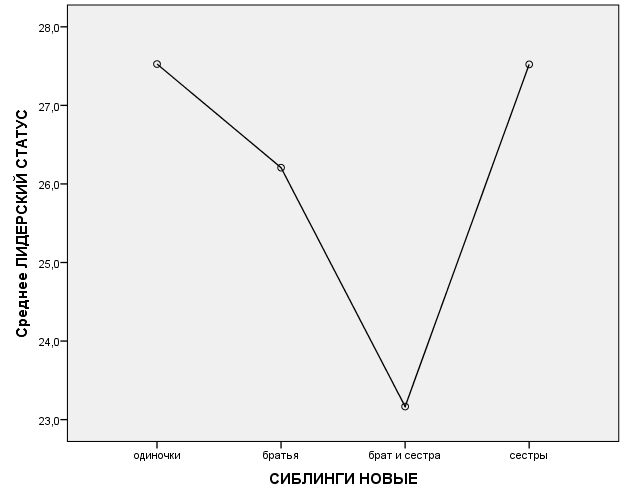 Среднее ЛИДЕРСКИЙ СТАТУС
28,0
27,0
26,0
25,0
24,0
23,0
одиночки
братья
брат и сестра
сестры
СИБЛИНГИ НОВЫЕ